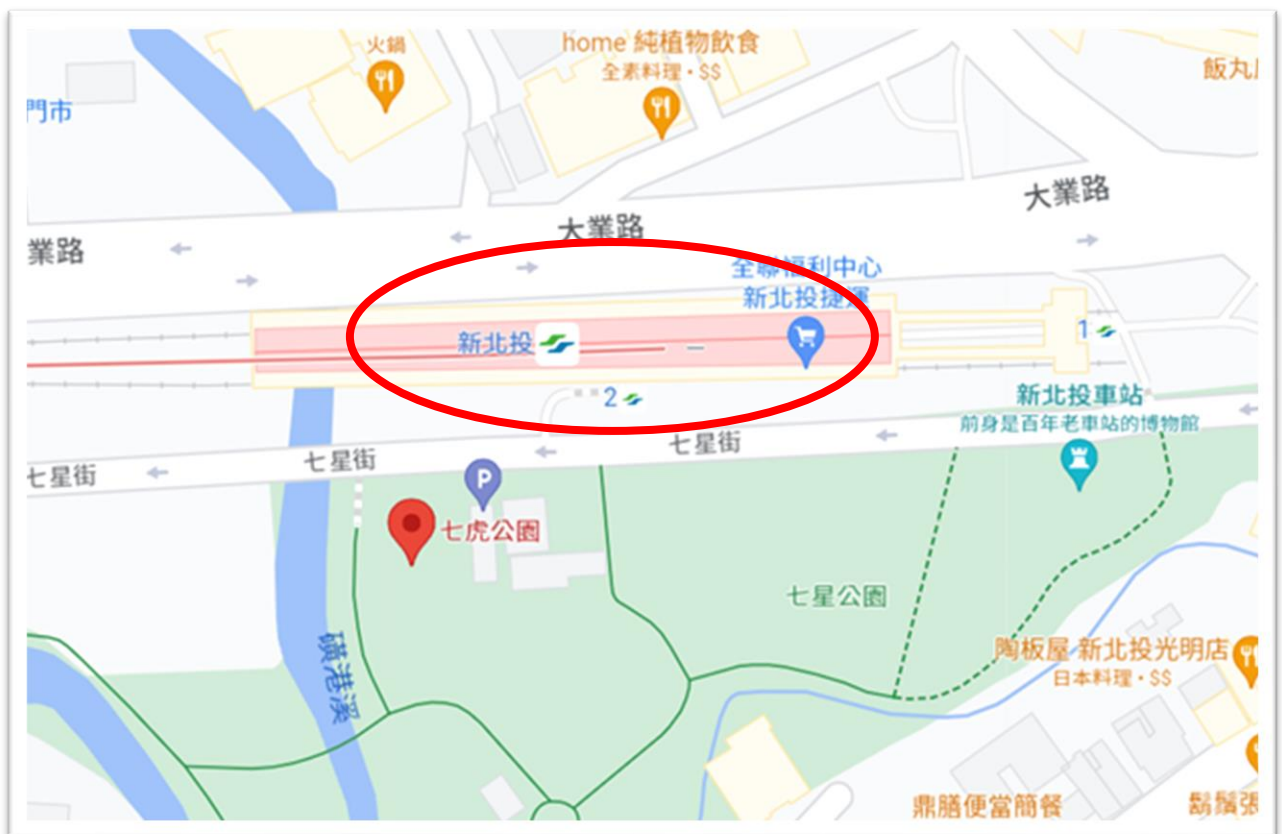 火鍋
home 純植物飲食
全素料理・$$
飯丸
門市
大業路
大業路
業路
全聯福利中心
新北投捷運
新北投
1
2
新北投車站
前身是百年老車站的博物館
七星街
七星街
七星街
P
七虎公園
七星公園
磺港溪
陶板屋 新北投光明店
日本料理・$$
鼎膳便當簡餐
鬍鬚張